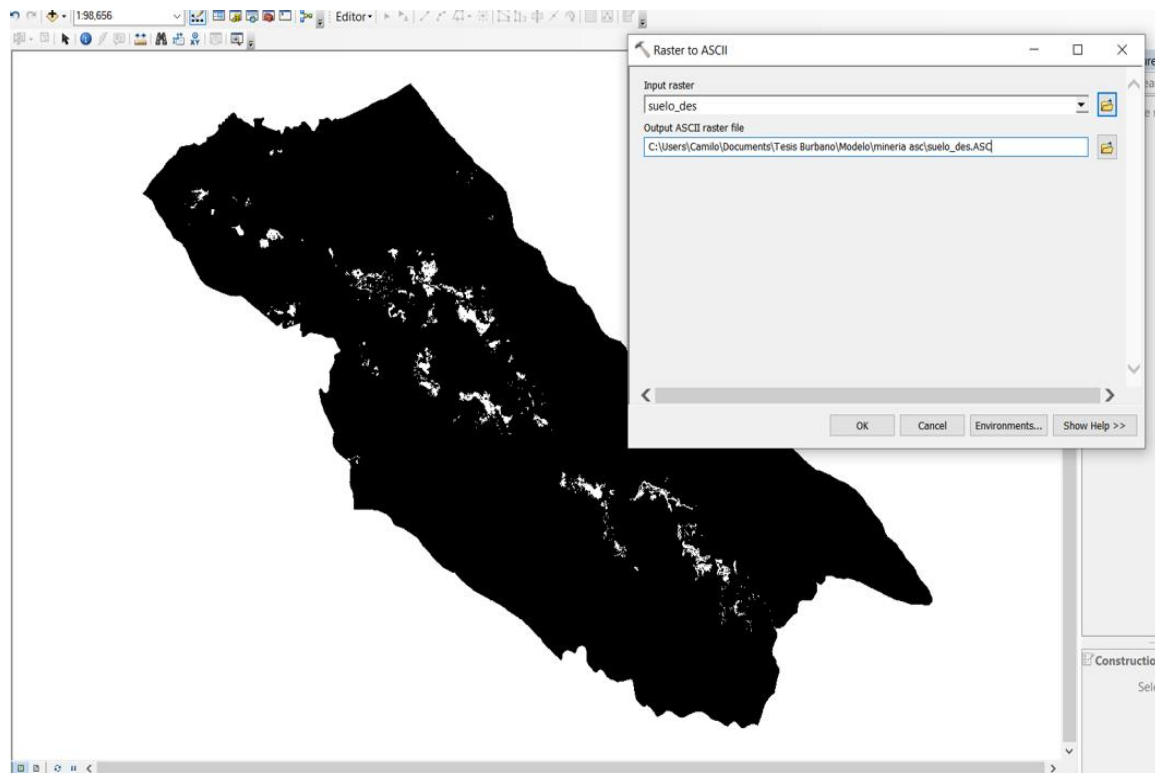 1:98,656
Editor
Raster to ASCII
Input raster
suelo_des
Output ASCII raster file
C:\Users\Camilo\Documents\Tesis Burbano\Modelo\mineria asc\suelo_des.ASC
OK
Cancel
Environments...
Show Help >>
Constructio
Sele